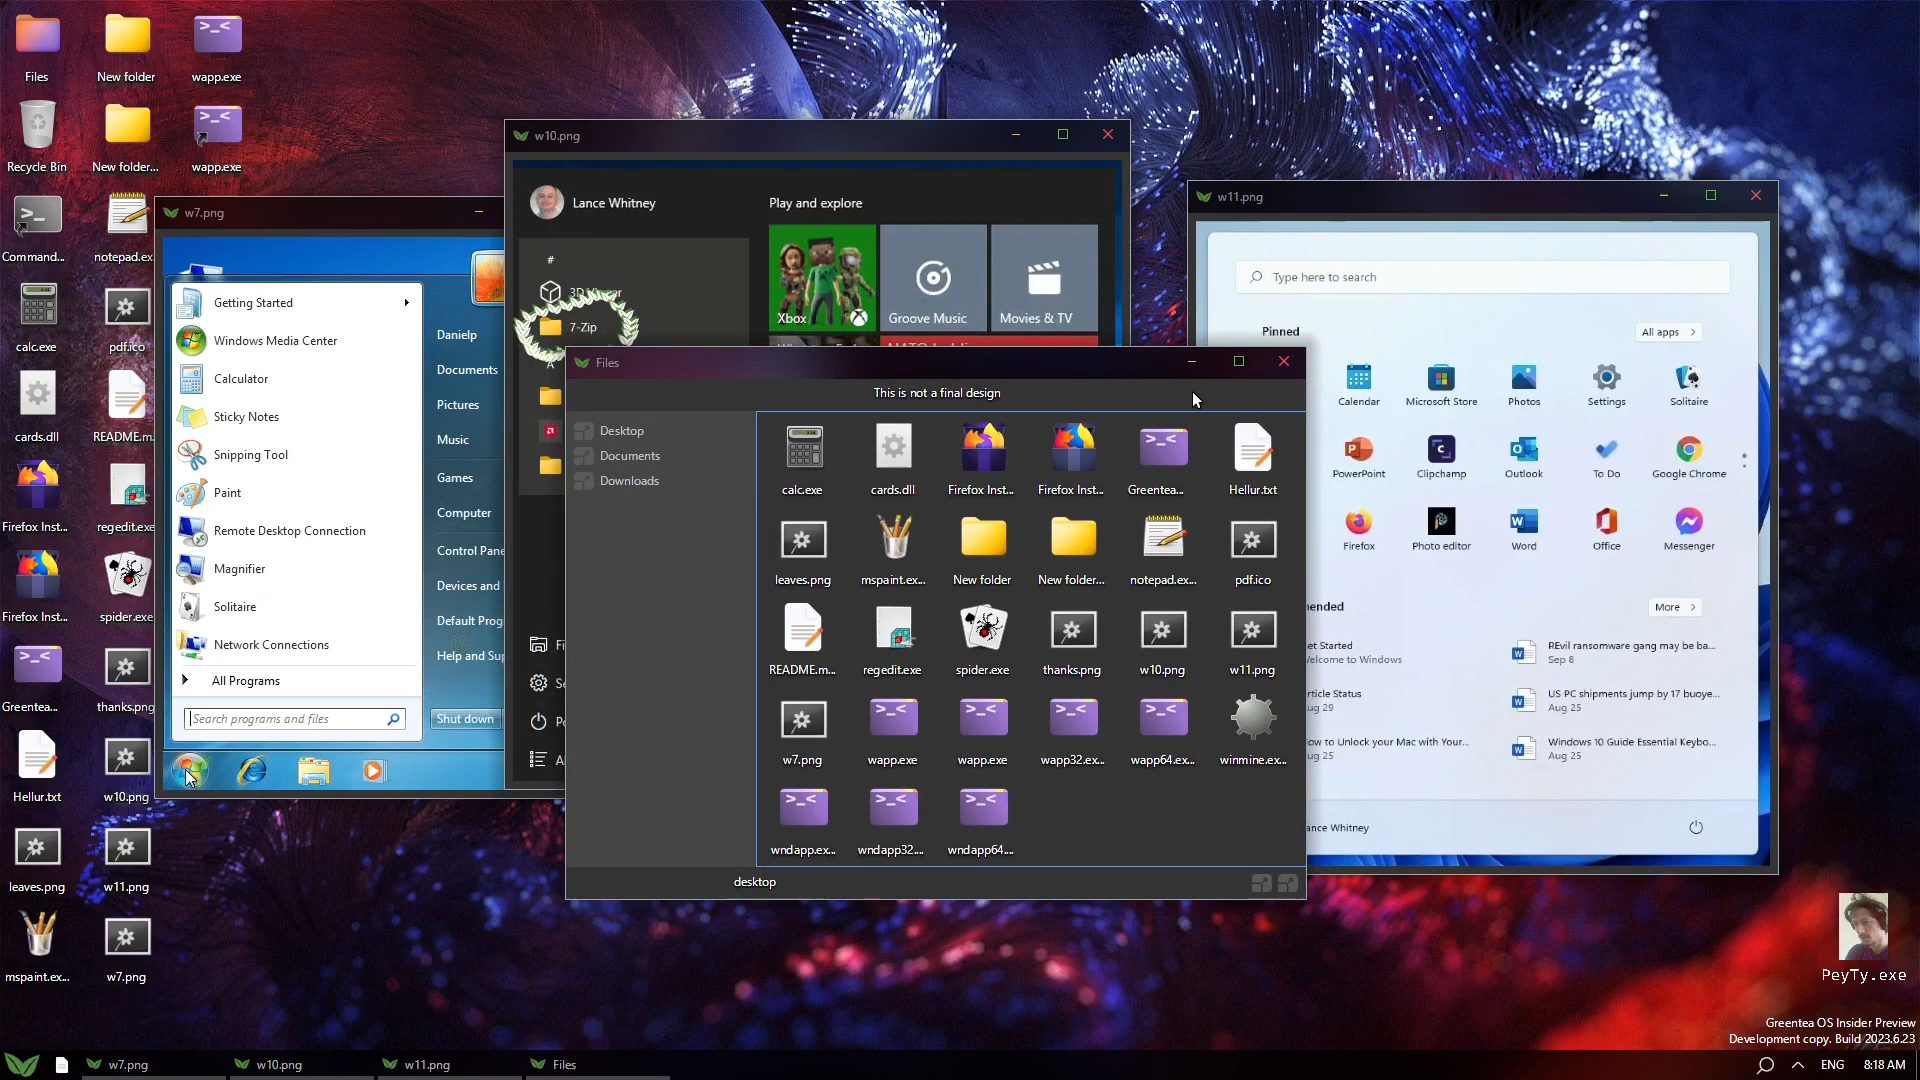 Files
New folder
wapp.exe
Recycle Bin
New folder...
wapp.exe
Command...
notepad.ex
calc.exe
pdf.ico
cards.dll
README.m
Firefox Inst...
regedit.exe
Firefox Inst...
spider.exe
Greentea...
thanks.png
Hellur.txt
w10.png
leaves.png
w11.png
mspaint.ex...
w7.png
w7.png
Getting Started
Windows Media Center
Calculator
Sticky Notes
Snipping Tool
Paint
Remote Desktop Connection
Magnifier
Solitaire
Network Connections
All Programs
Search programs and files
Danielp
Documents
Pictures
Music
Games
Computer
Control Pane
Devices and
Default Prog
Help and Sup
Shut down
w10.png
Lance Whitney
Play and explore
#
7-Zip
A
Xbox
Groove Music
Movies & TV
Files
This is not a final design
Desktop
Documents
Downloads
calc.exe
cards.dll
Firefox Inst...
Firefox Inst...
Greentea...
Hellur.txt
leaves.png
mspaint.ex...
New folder
New folder...
notepad.ex...
pdf.ico
README.m...
regedit.exe
spider.exe
thanks.png
w10.png
w11.png
w7.png
wapp.exe
wapp.exe
wapp32.ex...
wapp64.ex...
winmine.ex...
wndapp.ex...
wndapp32....
wndapp64....
desktop
w11.png
Type here to search
Pinned
All apps
Calendar
Microsoft Store
Photos
Settings
Solitaire
PowerPoint
Clipchamp
Outlook
To Do
Google Chrome
Firefox
Photo editor
Word
Office
Messenger
ended
More
et Started
elcome to Windows
REvil ransomware gang may be ba...
Sep 8
rticle Status
ug 29
US PC shipments jump by 17 buoye...
Aug 25
ow to Unlock your Mac with Your...
ug 25
Windows 10 Guide Essential Keybo...
Aug 25
ance Whitney
PeyTy.exe
Greentea OS Insider Preview
Development copy. Build 2023.6.23
w7.png
w10.png
w11.png
Files
ENG
8:18 AM